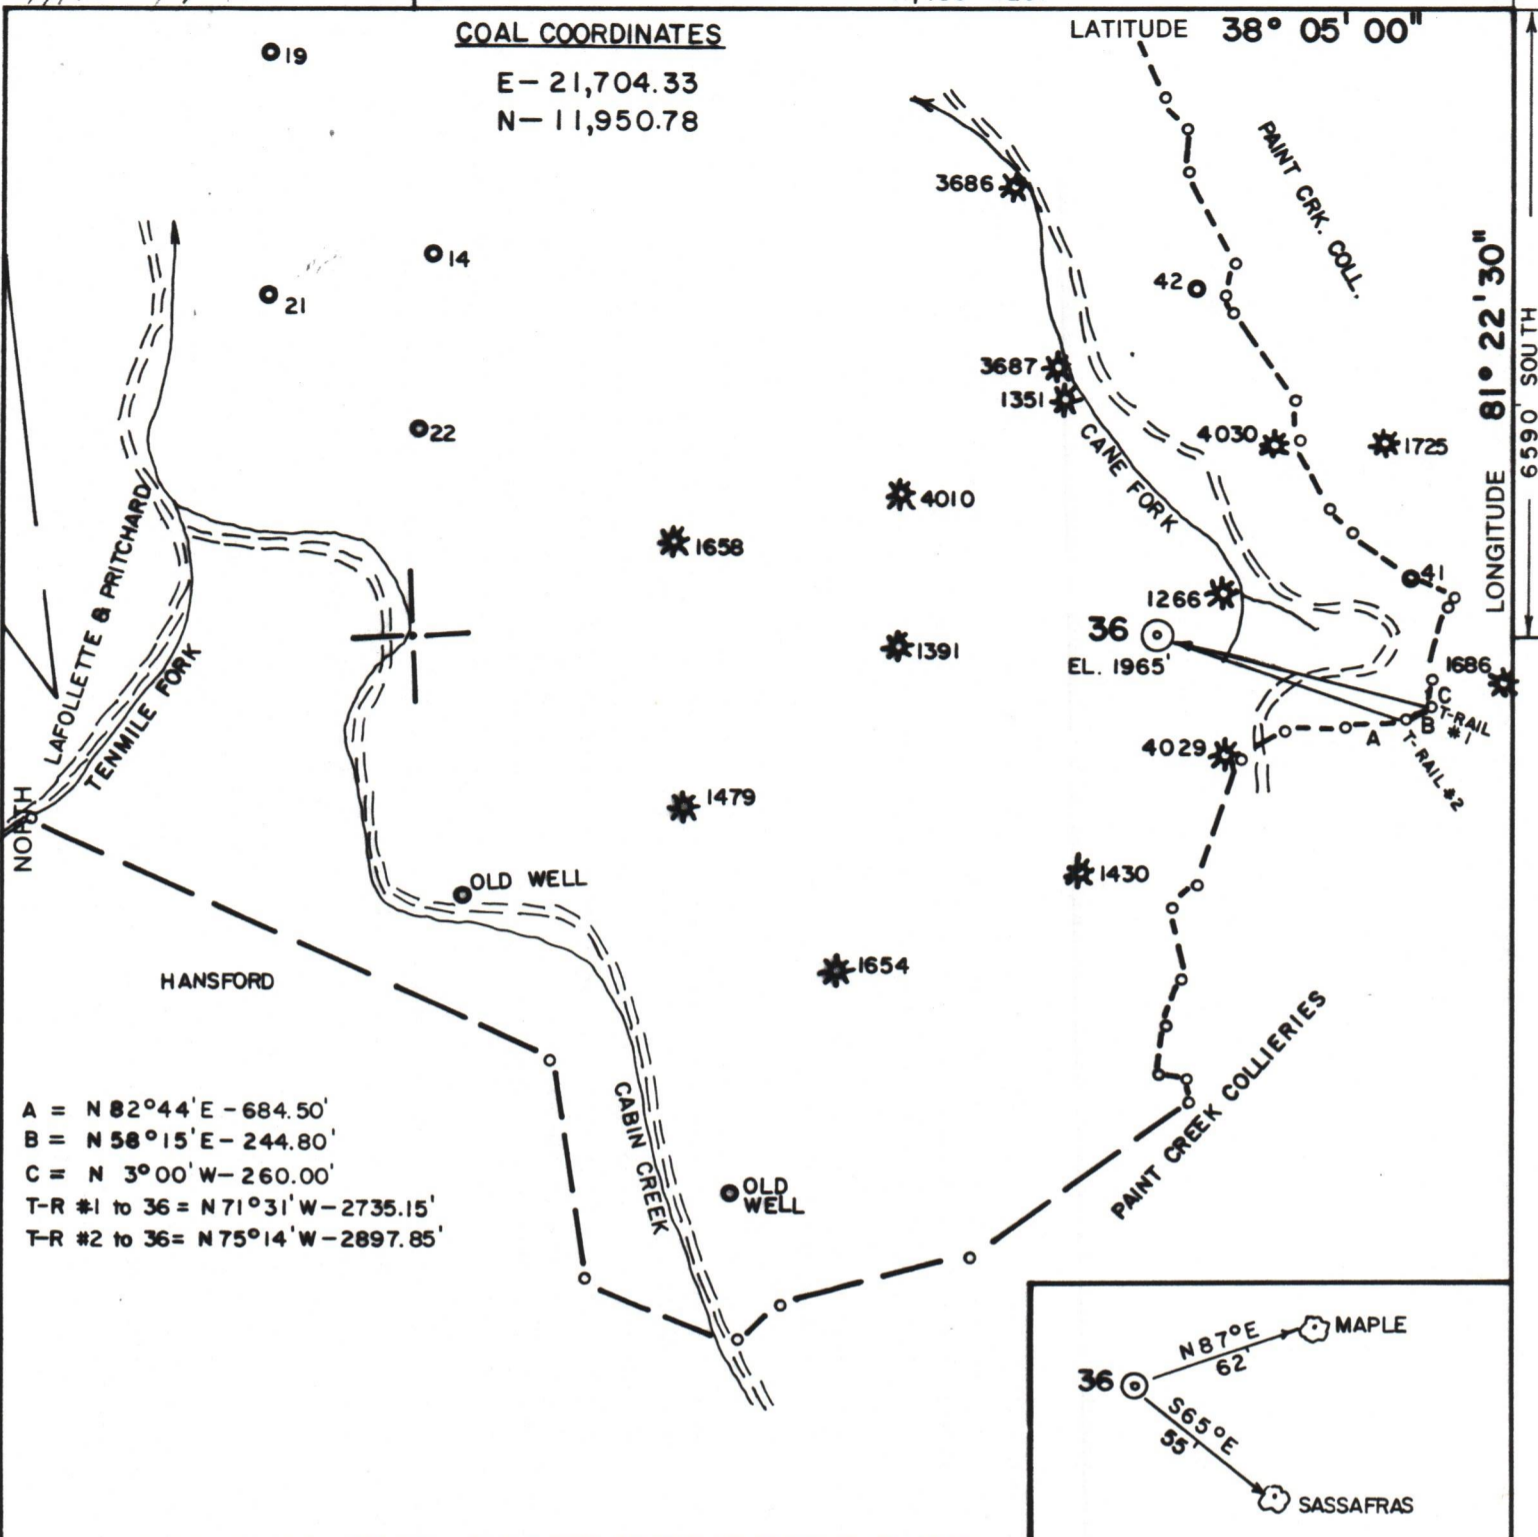 COAL COORDINATES
E- 21,704.33
N- 11,950.78
LATITUDE 38° 05' 00"
19
14
21
22
3686
PAINT CRK. COLL.
42
3687
1351
CANE FORK
4030
1725
LONGITUDE 81° 22' 30"
6590' SOUTH
4010
1658
LAFOLLETTE & PRITCHARD
TENMILE FORK
41
1266
36
EL. 1965'
1391
1686
C
T-RAIL #1
B
A
T-RAIL #2
4029
1479
NORTH
1430
OLD WELL
1654
HANSFORD
PAINT CREEK COLLIERIES
CABIN CREEK
A = N 82°44' E - 684.50'
B = N 58°15' E- 244.80'
C = N 3°00' W- 260.00'
T-R #1 to 36 = N 71°31' W- 2735.15'
T-R #2 to 36= N 75°14' W- 2897.85'
OLD
WELL
36
N 87° E
62'
MAPLE
S 65° E
55'
SASSAFRAS